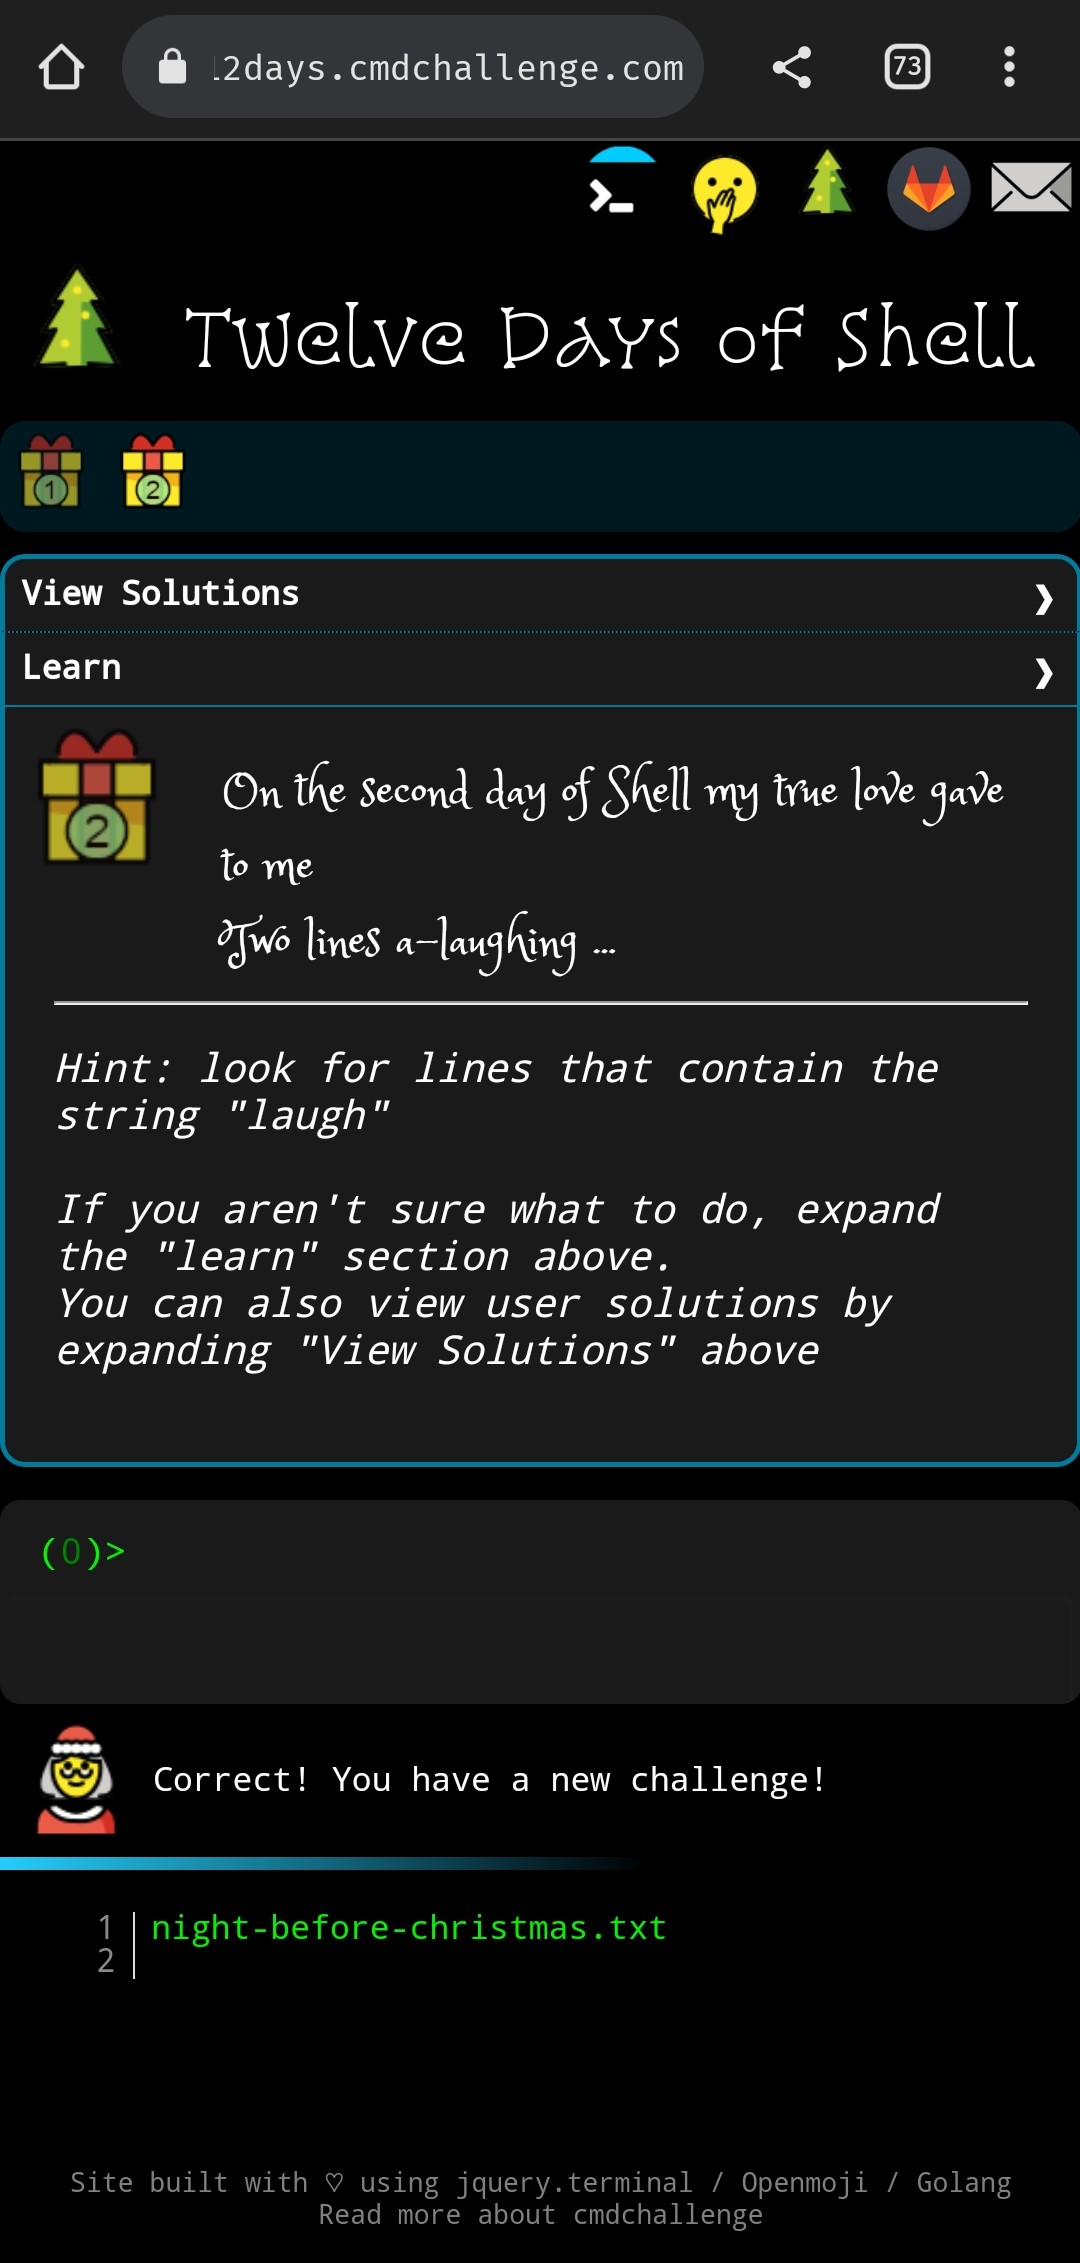 12days.cmdchallenge.com
73
Twelve Days of Shell
1 2
View Solutions
Learn
2
On the second day of Shell my true love gave
to me
Two lines a-laughing ...
Hint: look for lines that contain the
string "laugh"
If you aren't sure what to do, expand
the "learn" section above.
You can also view user solutions by
expanding "View Solutions" above
(0)>
Correct! You have a new challenge!
1 night-before-christmas.txt
2
Site built with ♡ using jquery.terminal / Openmoji / Golang
Read more about cmdchallenge